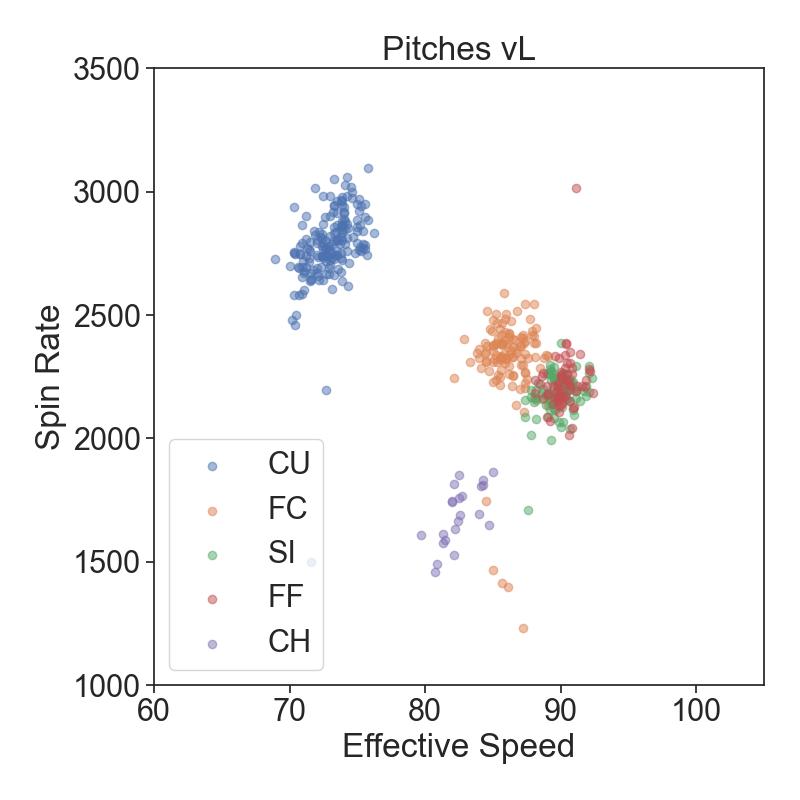 Pitches vL
3500
3000
2500
2000
1500
1000
Spin Rate
CU
FC
SI
FF
CH
60 70 80 90 100
Effective Speed